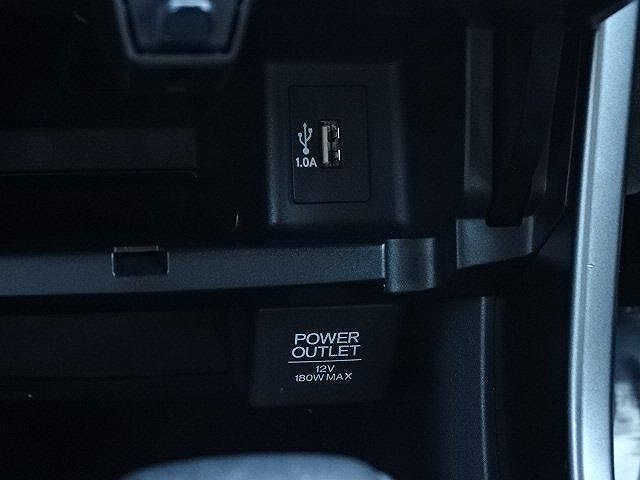 1.0A
POWER
OUTLET
12V
180W MAX